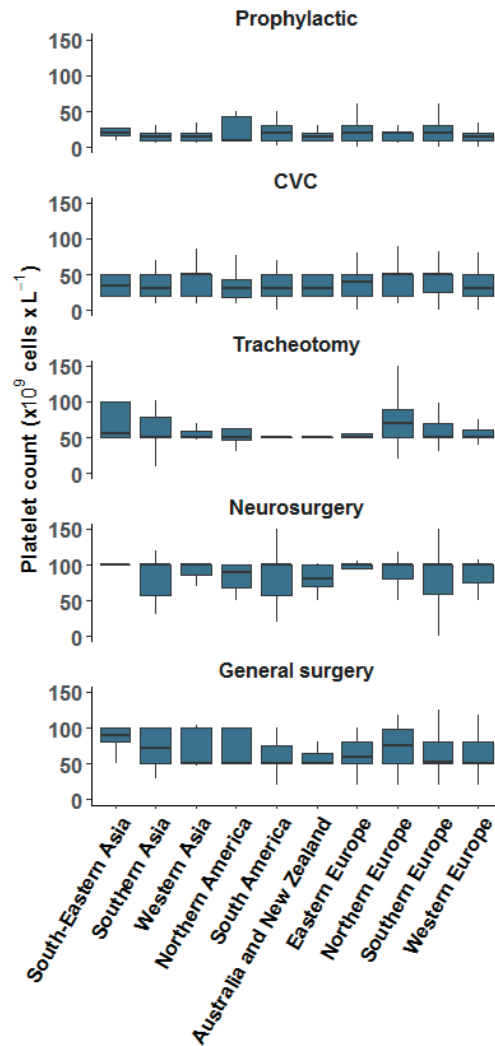 Prophylactic
150
100
50
0
CVC
150
100
50
0
Tracheotomy
150
100
50
0
Neurosurgery
150
100
50
0
General surgery
150
100
50
0
Platelet count (x10⁹ cells x L⁻¹)
South-Eastern Asia
Southern Asia
Western Asia
Northern America
South America
Australia and New Zealand
Eastern Europe
Northern Europe
Southern Europe
Western Europe